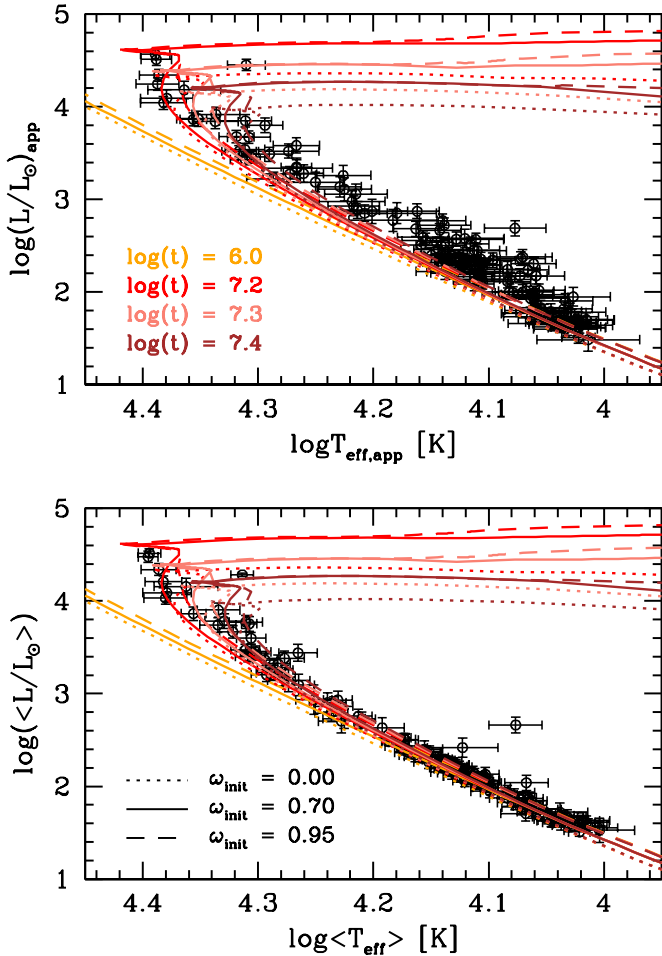 5
4
3
2
1
log(L/L⊙)app
log(t) = 6.0
log(t) = 7.2
log(t) = 7.3
log(t) = 7.4
4.4 4.3 4.2 4.1 4
logTeff,app [K]
5
4
3
2
1
log(<L/L⊙>)
ωinit = 0.00
ωinit = 0.70
ωinit = 0.95
4.4 4.3 4.2 4.1 4
log<Teff> [K]